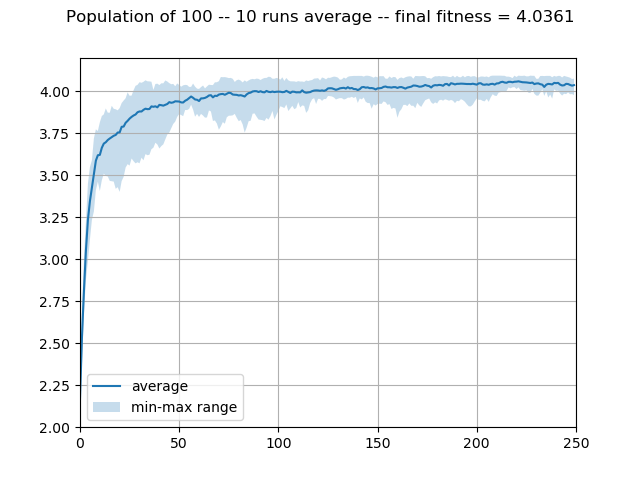 Population of 100 -- 10 runs average -- final fitness = 4.0361
4.00
3.75
3.50
3.25
3.00
2.75
2.50
2.25
2.00
average
min-max range
0 50 100 150 200 250